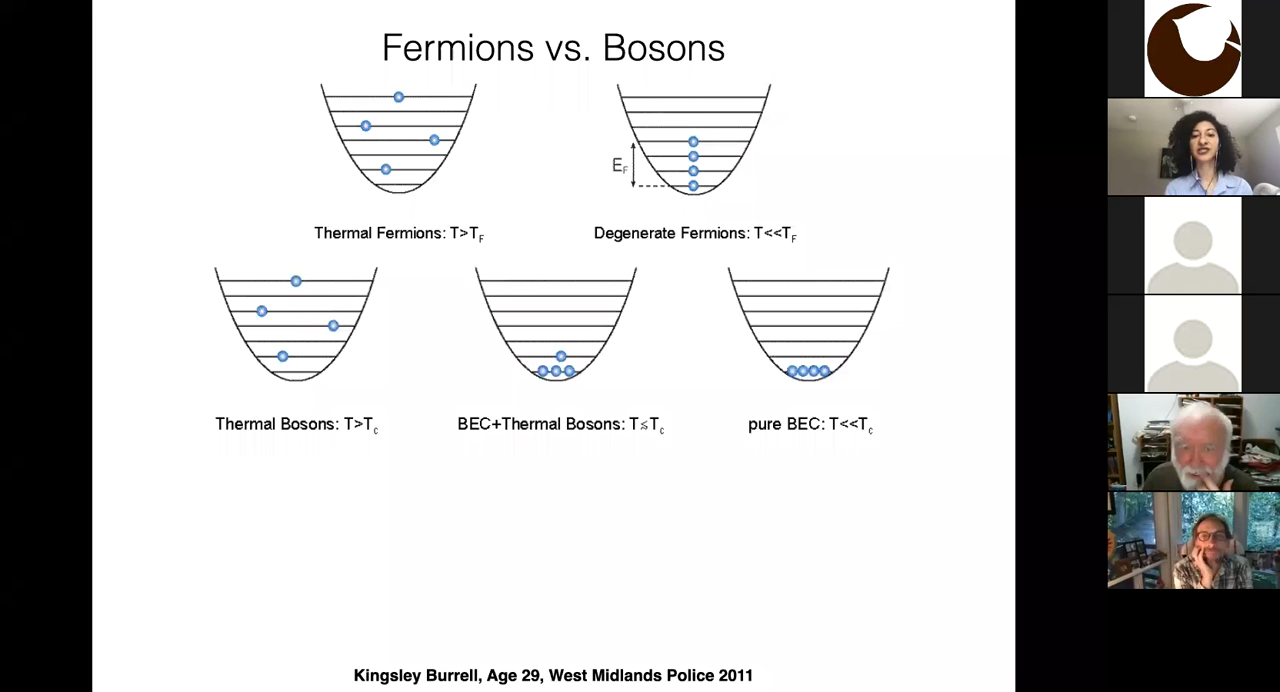 Fermions vs. Bosons
E_F
Thermal Fermions: T>T_F
Degenerate Fermions: T<<T_F
Thermal Bosons: T>T_c
BEC+Thermal Bosons: T≲T_c
pure BEC: T<<T_c
Kingsley Burrell, Age 29, West Midlands Police 2011